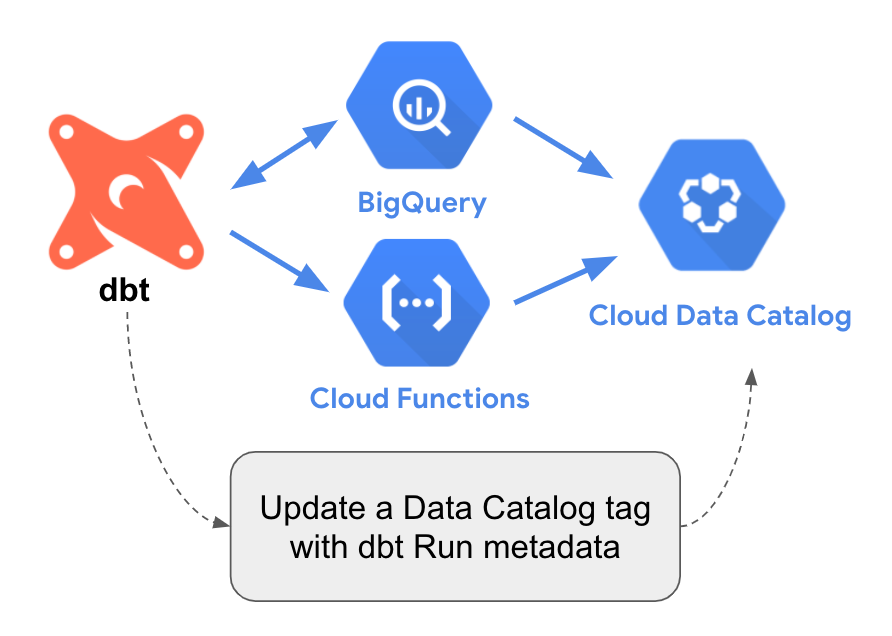 BigQuery
dbt
Cloud Data Catalog
Cloud Functions
Update a Data Catalog tag
with dbt Run metadata